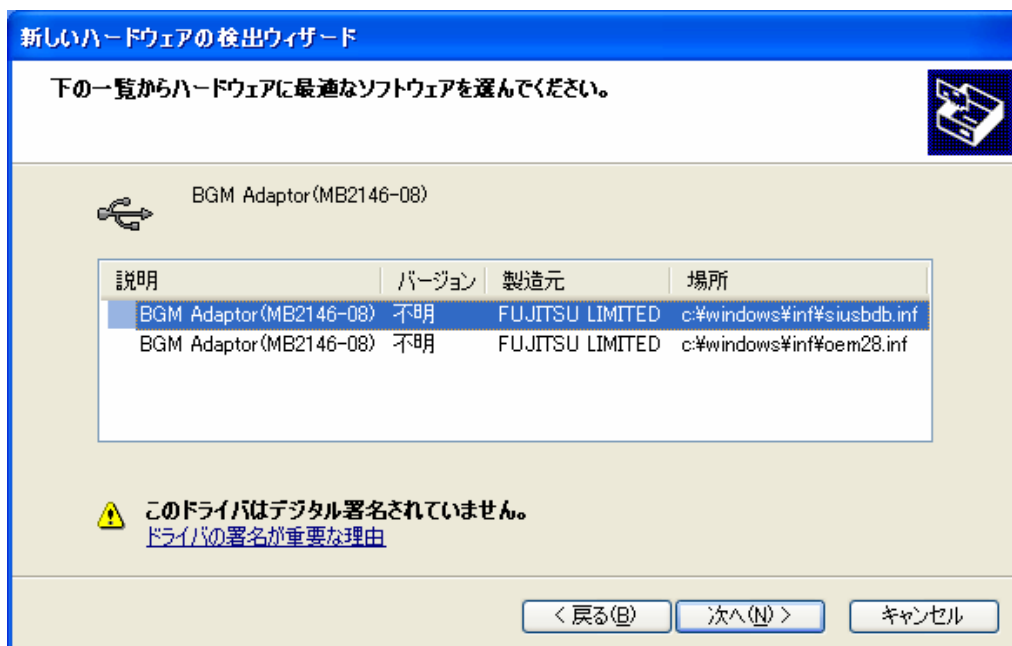 新しいハードウェアの検出ウィザード
下の一覧からハードウェアに最適なソフトウェアを選んでください。
BGM Adaptor(MB2146-08)
説明 バージョン 製造元 場所
BGM Adaptor(MB2146-08) 不明 FUJITSU LIMITED c:¥windows¥inf¥siusbdb.inf
BGM Adaptor(MB2146-08) 不明 FUJITSU LIMITED c:¥windows¥inf¥oem28.inf
このドライバはデジタル署名されていません。
ドライバの署名が重要な理由
< 戻る(B) 次へ(N) > キャンセル